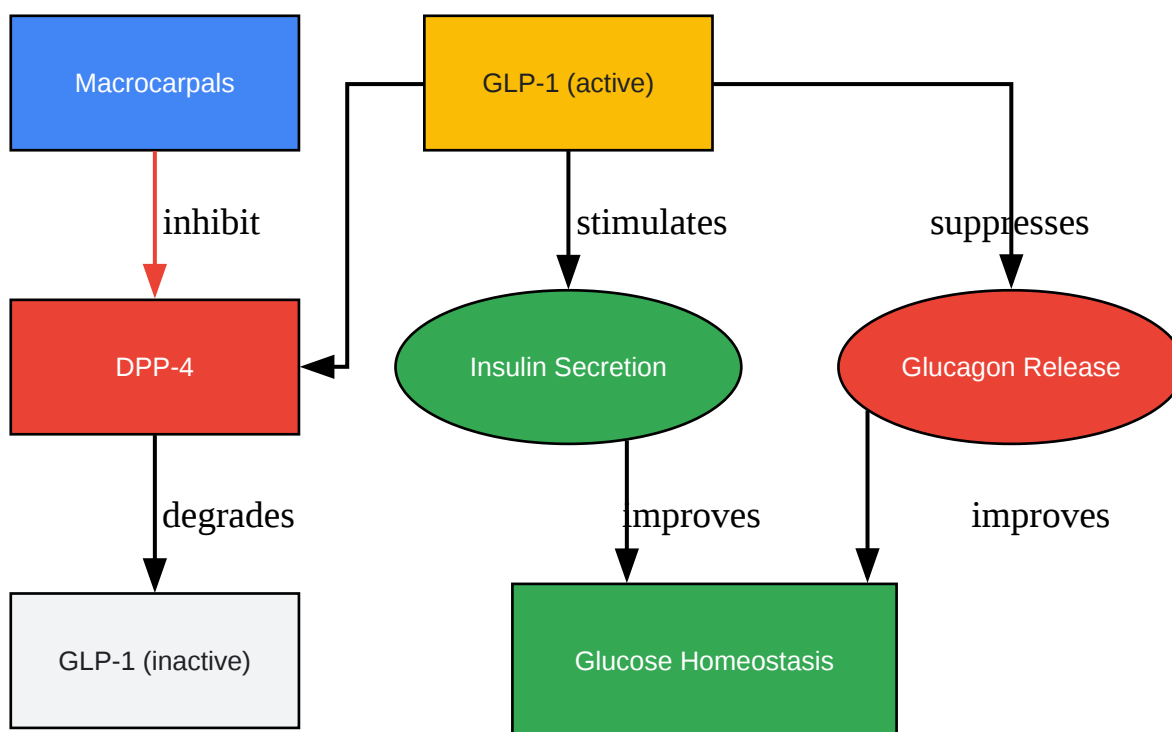 Macrocarpals
GLP-1 (active)
inhibit
stimulates
suppresses
DPP-4
Insulin Secretion
Glucagon Release
degrades
improves
improves
GLP-1 (inactive)
Glucose Homeostasis